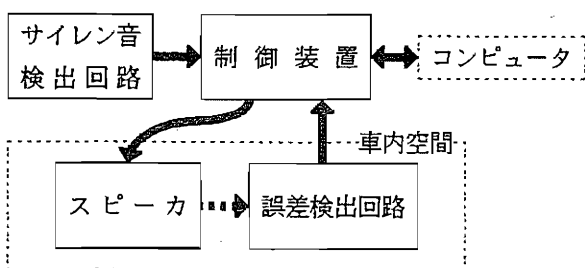 サイレン音
検出回路
制御装置
コンピュータ
車内空間
スピーカ
誤差検出回路